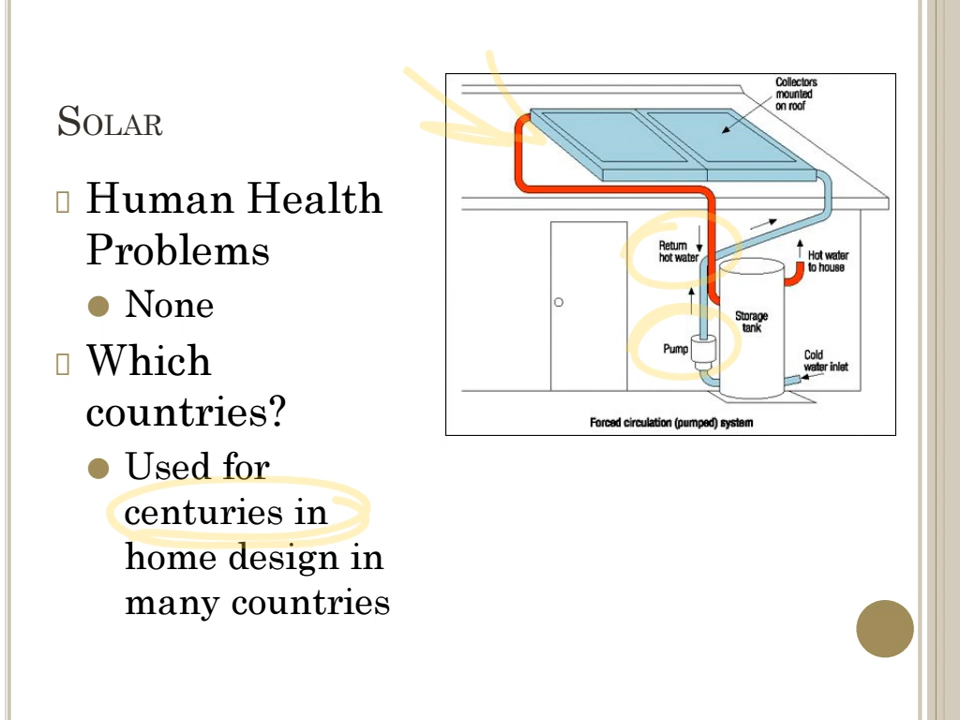 SOLAR
Human Health
Problems
None
Which
countries?
Used for
centuries in
home design in
many countries
Collectors
mounted
on roof
Return
hot water
Hot water
to house
Storage
tank
Pump
Cold
water inlet
Forced circulation (pumped) system